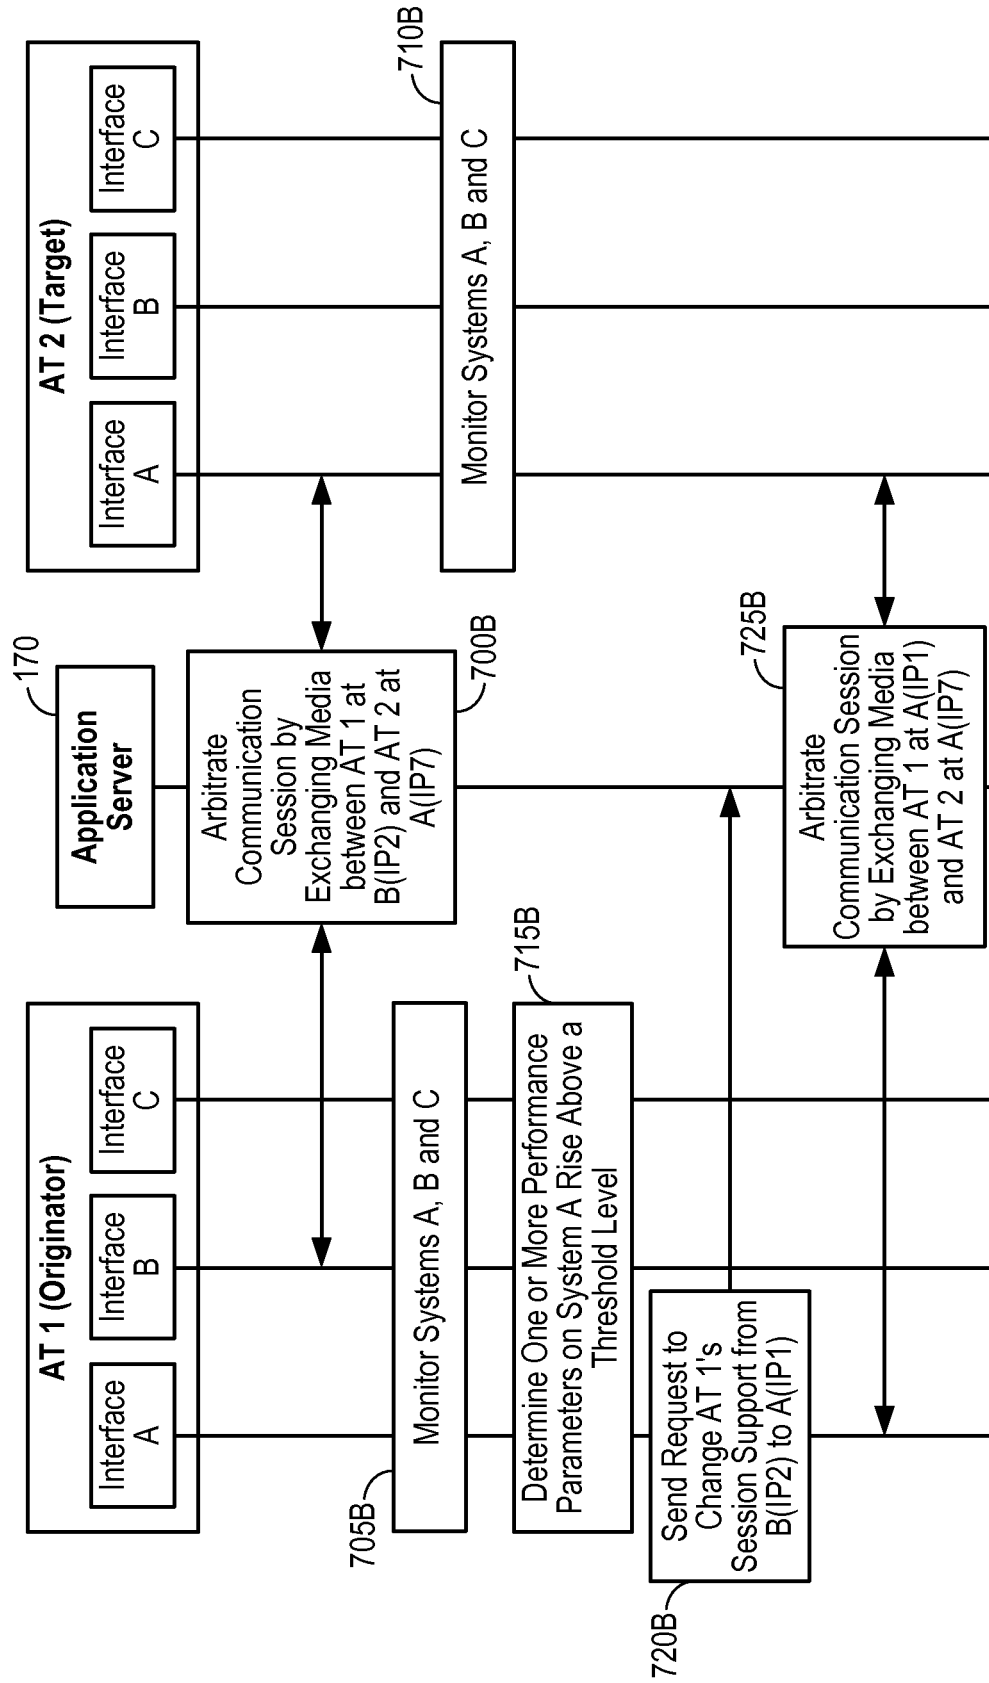 AT 1 (Originator)
Interface
A
Interface
B
Interface
C
Application
Server
170
AT 2 (Target)
Interface
A
Interface
B
Interface
C
Arbitrate
Communication
Session by
Exchanging Media
between AT 1 at
B(IP2) and AT 2 at
A(IP7)
700B
705B
Monitor Systems A, B and C
Monitor Systems A, B and C
710B
Determine One or More Performance
Parameters on System A Rise Above a
Threshold Level
715B
720B
Send Request to
Change AT 1's
Session Support from
B(IP2) to A(IP1)
Arbitrate
Communication Session
by Exchanging Media
between AT 1 at A(IP1)
and AT 2 at A(IP7)
725B